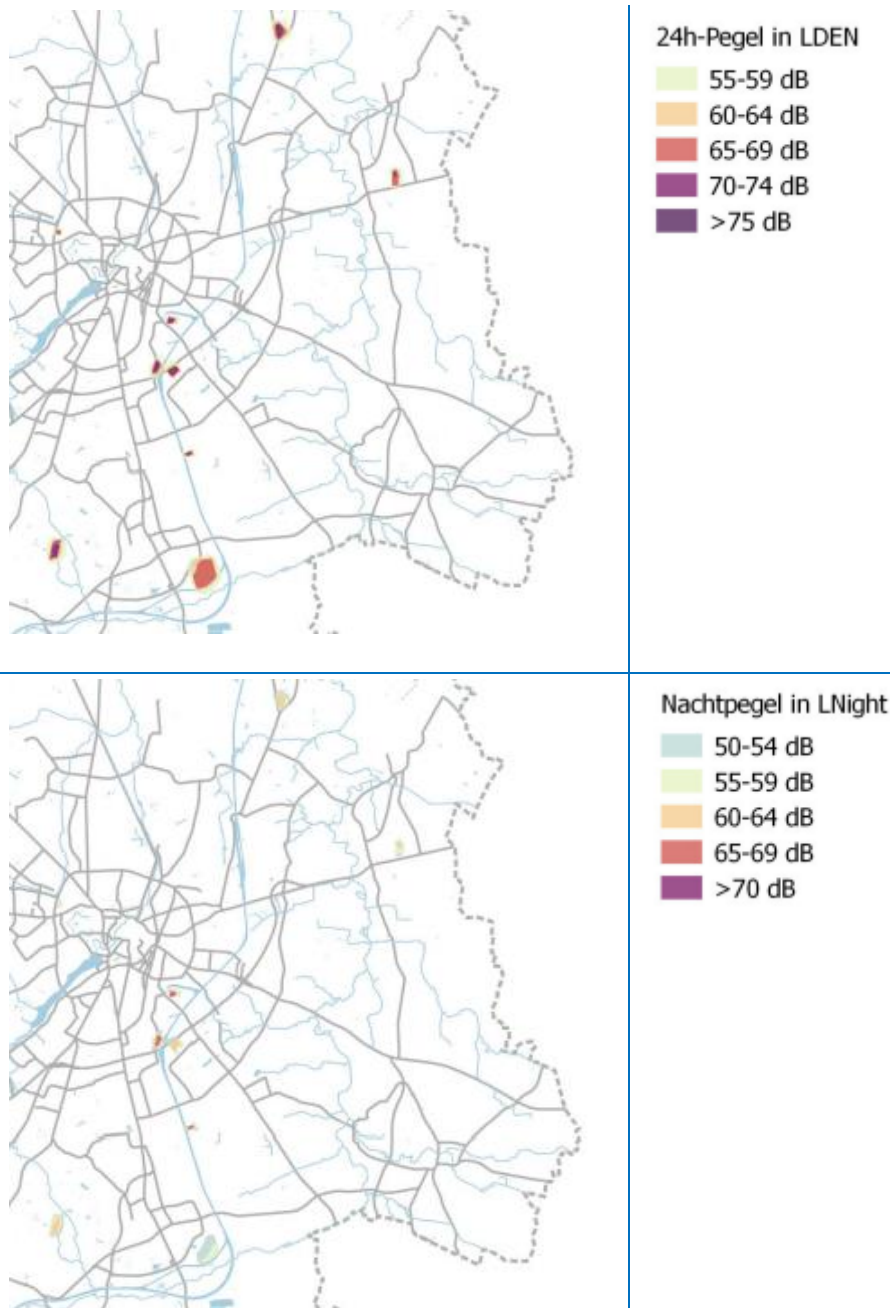 24h-Pegel in LDEN
55-59 dB
60-64 dB
65-69 dB
70-74 dB
>75 dB
Nachtpegel in LNight
50-54 dB
55-59 dB
60-64 dB
65-69 dB
>70 dB